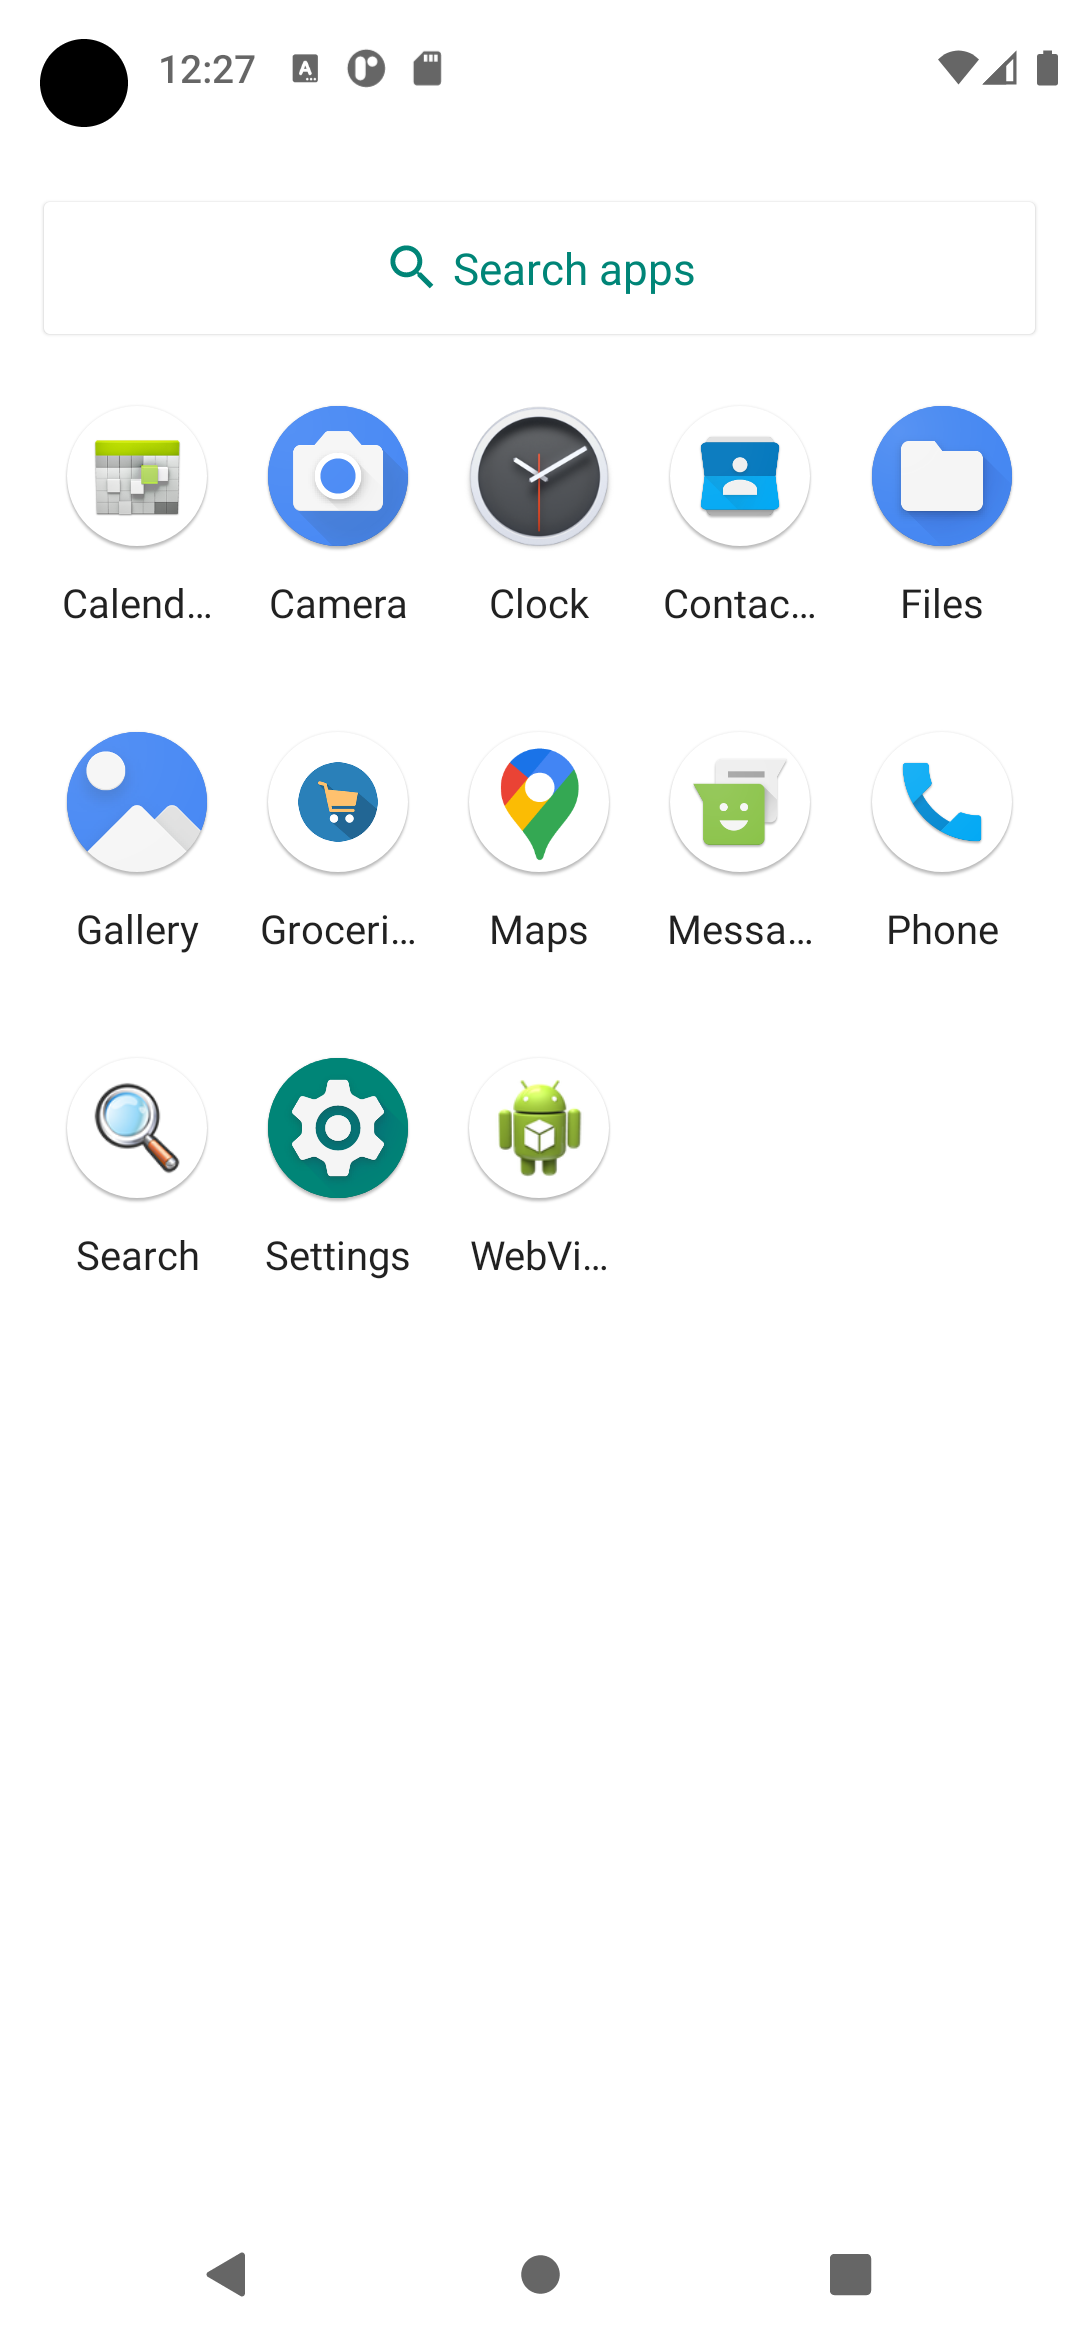 12:27
Search apps
Calend…
Camera
Clock
Contac…
Files
Gallery
Groceri…
Maps
Messa…
Phone
Search
Settings
WebVi…